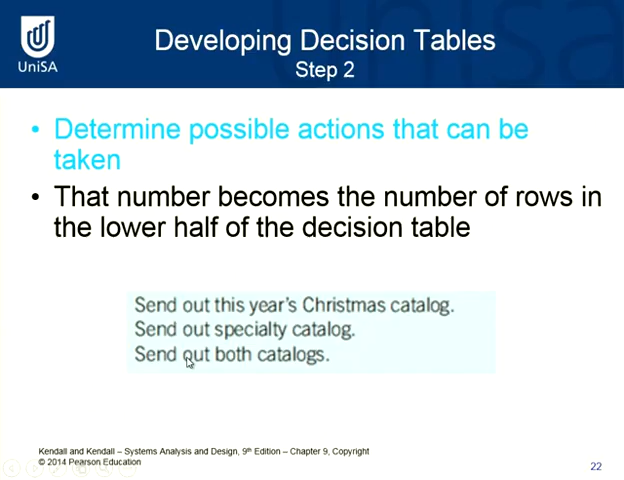 Developing Decision Tables
Step 2
UniSA
• Determine possible actions that can be
taken
• That number becomes the number of rows in
the lower half of the decision table
Send out this year's Christmas catalog.
Send out specialty catalog.
Send out both catalogs.
Kendall and Kendall – Systems Analysis and Design, 9th Edition – Chapter 9, Copyright
© 2014 Pearson Education
22